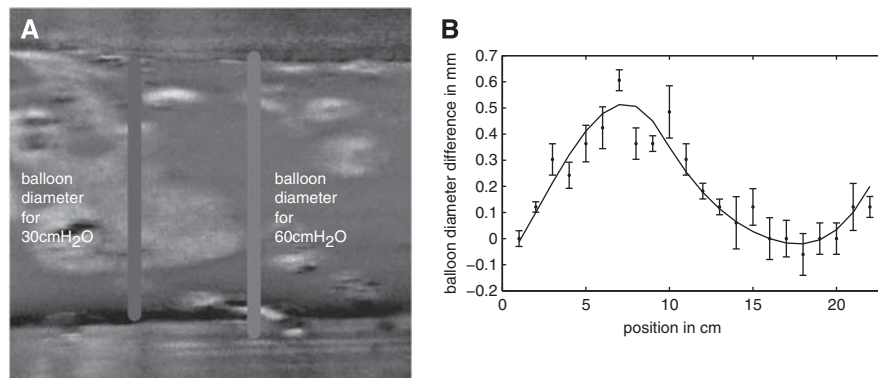 A
balloon
diameter
for
30cmH2O
balloon
diameter
for
60cmH2O
B
balloon diameter difference in mm
0.7
0.6
0.5
0.4
0.3
0.2
0.1
0
−0.1
−0.2
0
5
10
15
20
position in cm